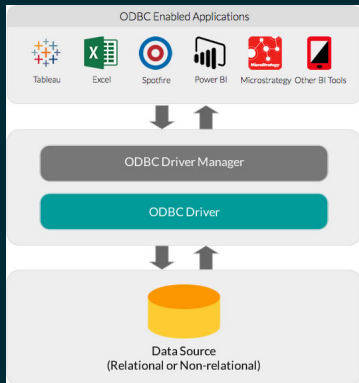 ODBC Enabled Applications
Tableau Excel Spotfire Power BI Microstrategy Other BI Tools
ODBC Driver Manager
ODBC Driver
Data Source
(Relational or Non-relational)